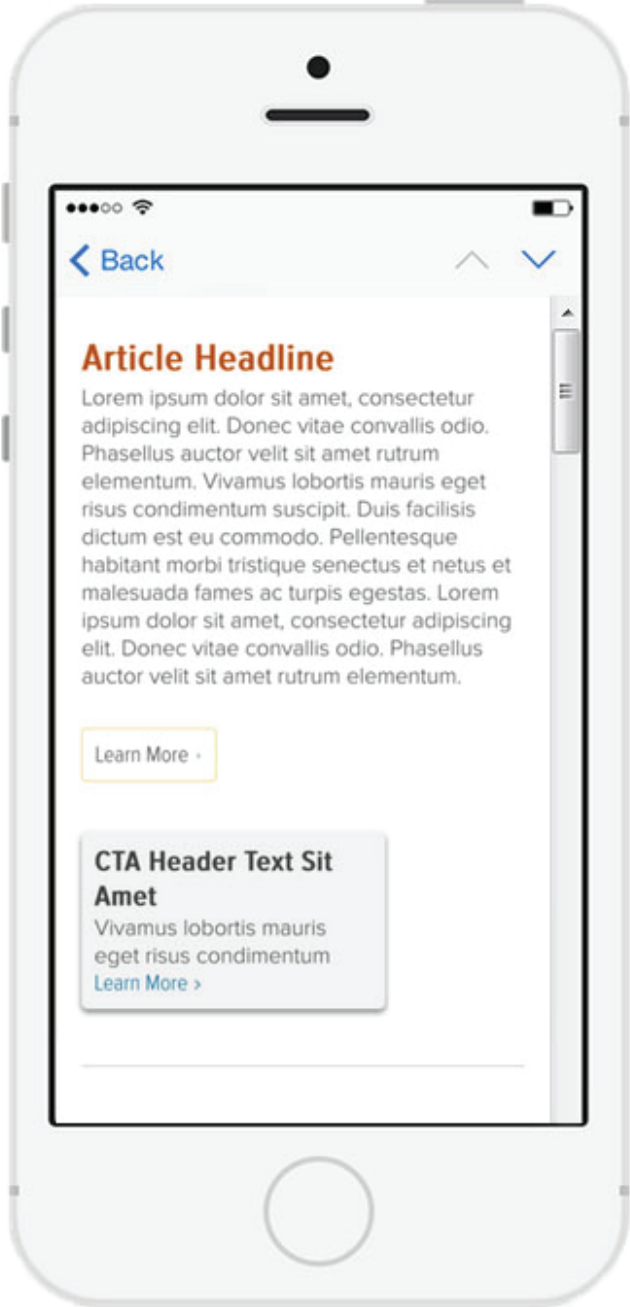 Back
Article Headline
Lorem ipsum dolor sit amet, consectetur
adipiscing elit. Donec vitae convallis odio.
Phasellus auctor velit sit amet rutrum
elementum. Vivamus lobortis mauris eget
risus condimentum suscipit. Duis facilisis
dictum est eu commodo. Pellentesque
habitant morbi tristique senectus et netus et
malesuada fames ac turpis egestas. Lorem
ipsum dolor sit amet, consectetur adipiscing
elit. Donec vitae convallis odio. Phasellus
auctor velit sit amet rutrum elementum.
Learn More ›
CTA Header Text Sit
Amet
Vivamus lobortis mauris
eget risus condimentum
Learn More ›